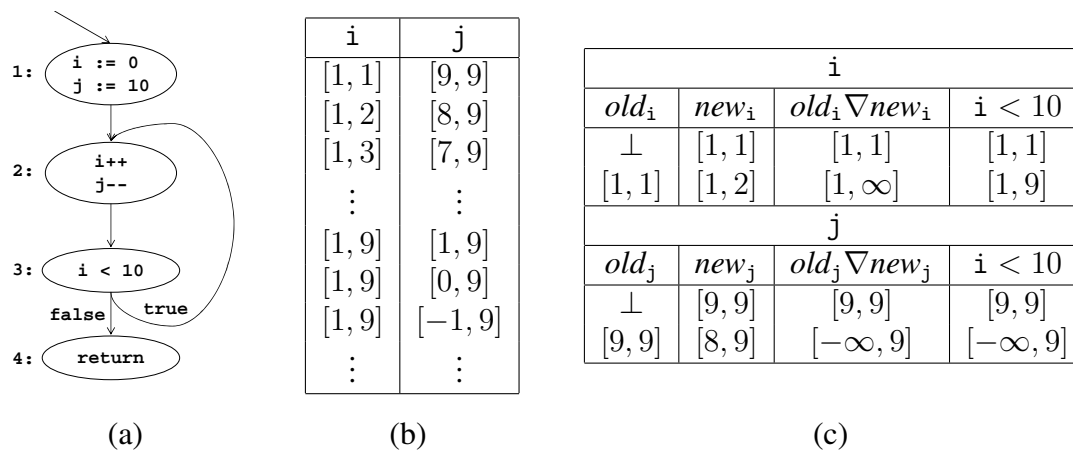 1:
i := 0
j := 10
2:
i++
j--
3:
i < 10
false
true
4:
return
(a)
i j
[1, 1] [9, 9]
[1, 2] [8, 9]
[1, 3] [7, 9]
⋮ ⋮
[1, 9] [1, 9]
[1, 9] [0, 9]
[1, 9] [−1, 9]
⋮ ⋮
(b)
i
old_i new_i old_i∇new_i i < 10
⊥ [1, 1] [1, 1] [1, 1]
[1, 1] [1, 2] [1, ∞] [1, 9]
j
old_j new_j old_j∇new_j i < 10
⊥ [9, 9] [9, 9] [9, 9]
[9, 9] [8, 9] [−∞, 9] [−∞, 9]
(c)